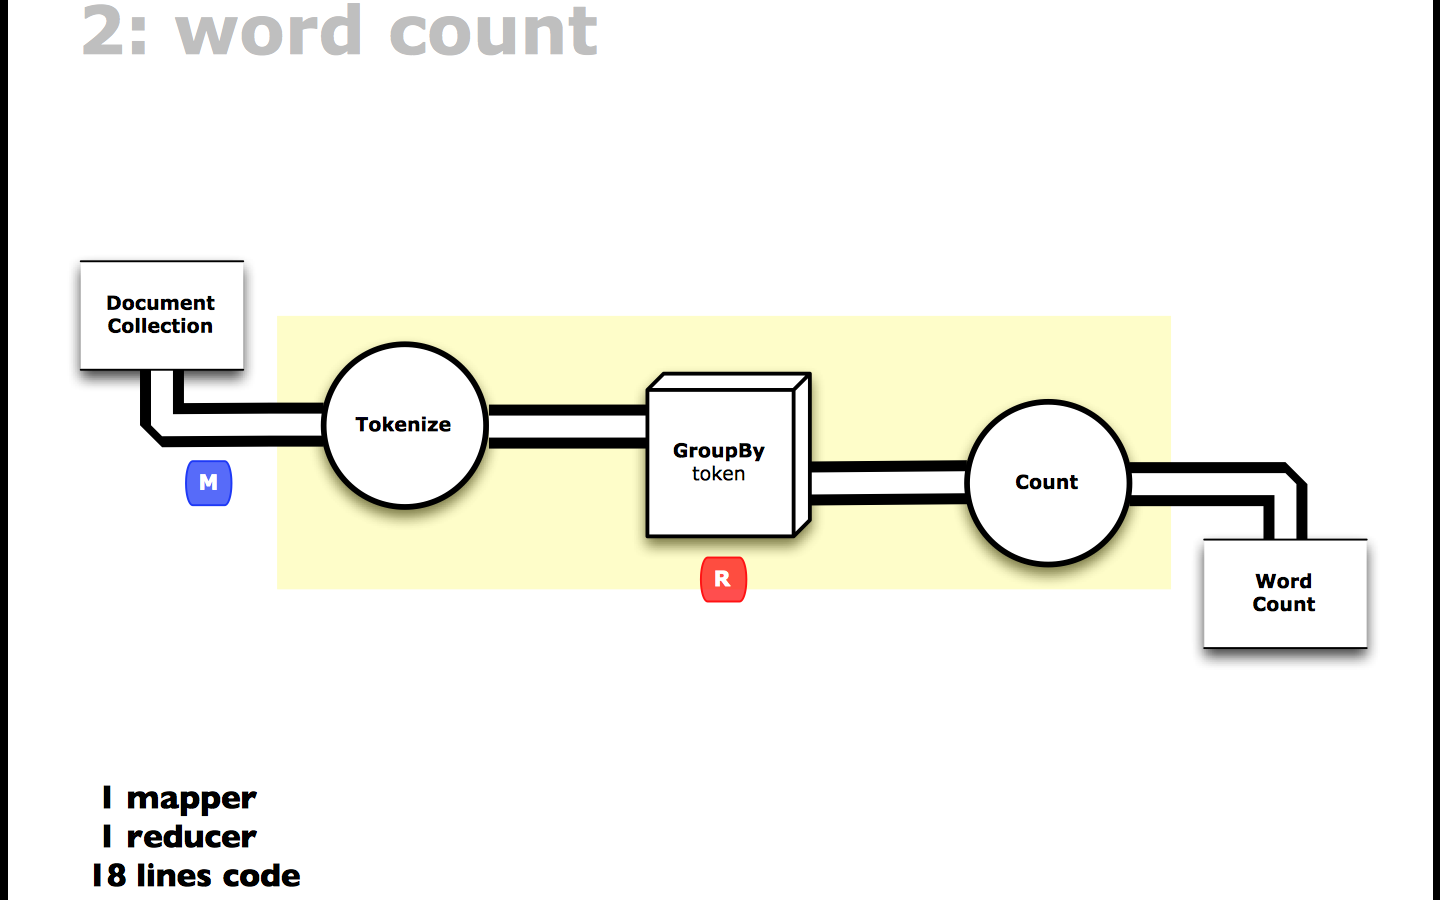 2: word count
Document
Collection
Tokenize
M
GroupBy
token
R
Count
Word
Count
1 mapper
1 reducer
18 lines code